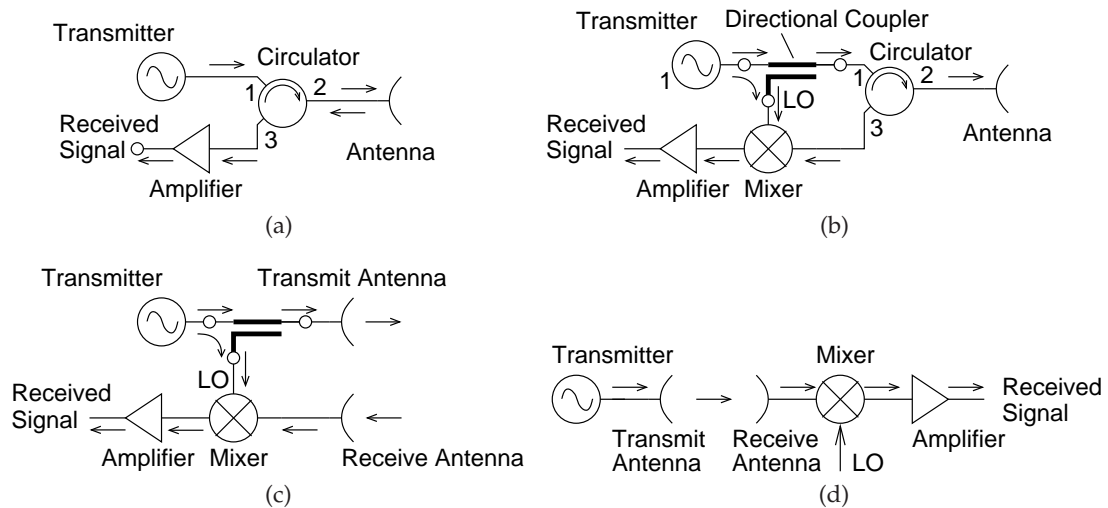 Transmitter
Circulator
1
2
3
Received
Signal
Amplifier
Antenna
(a)
Directional Coupler
Transmitter
Circulator
1
1
2
LO
3
Received
Signal
Amplifier
Mixer
Antenna
(b)
Transmitter
Transmit Antenna
LO
Received
Signal
Amplifier
Mixer
Receive Antenna
(c)
Transmitter
Mixer
Received
Signal
Transmit
Antenna
Receive
Antenna
Amplifier
LO
(d)